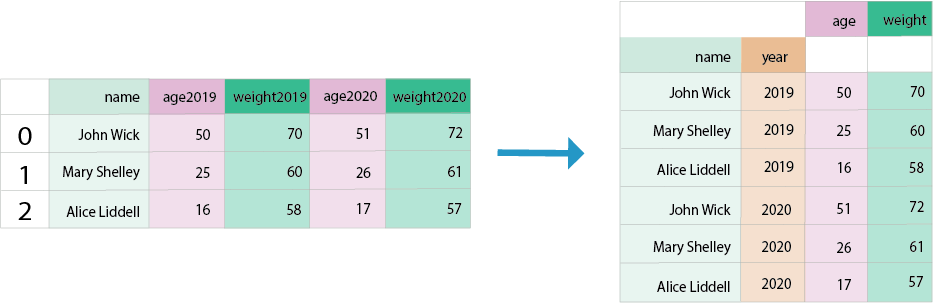 name age2019 weight2019 age2020 weight2020
0 John Wick 50 70 51 72
1 Mary Shelley 25 60 26 61
2 Alice Liddell 16 58 17 57
age weight
name year
John Wick 2019 50 70
Mary Shelley 2019 25 60
Alice Liddell 2019 16 58
John Wick 2020 51 72
Mary Shelley 2020 26 61
Alice Liddell 2020 17 57